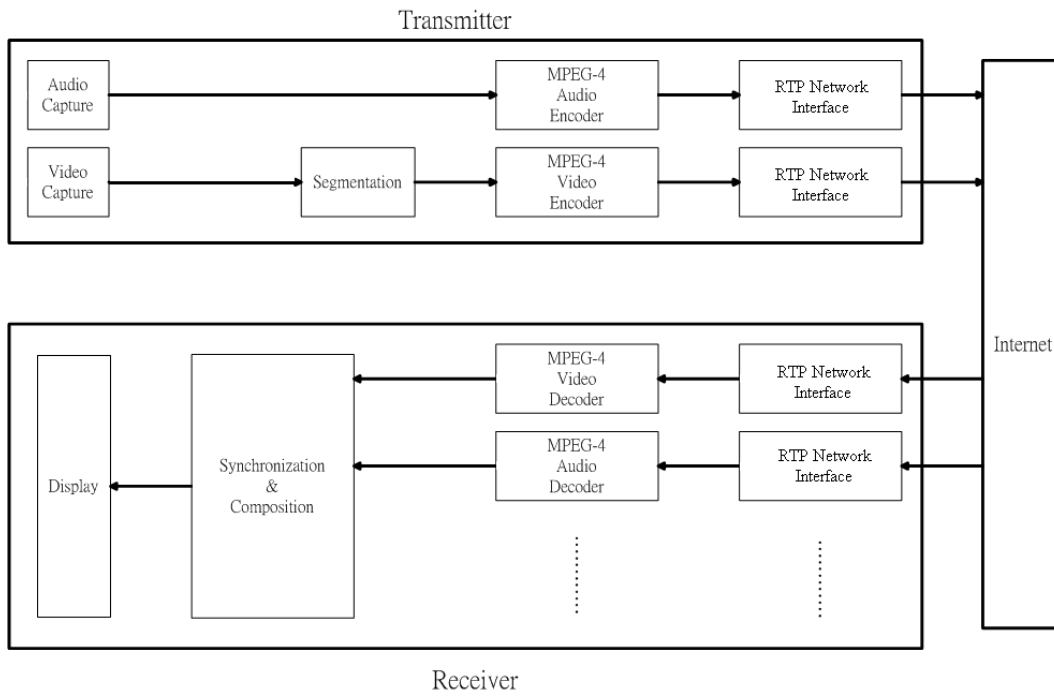 Transmitter
Audio
Capture
MPEG-4
Audio
Encoder
RTP Network
Interface
Video
Capture
Segmentation
MPEG-4
Video
Encoder
RTP Network
Interface
Internet
Display
Synchronization
&
Composition
MPEG-4
Video
Decoder
RTP Network
Interface
MPEG-4
Audio
Decoder
RTP Network
Interface
Receiver